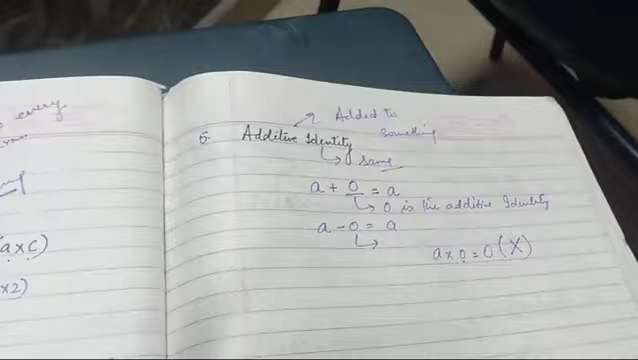 every
(a x c)
x 2)
Added to
something
5. Additive Identity
same
a + 0 = a
0 is the additive Identity
a - 0 = a
a x 0 = 0 (X)